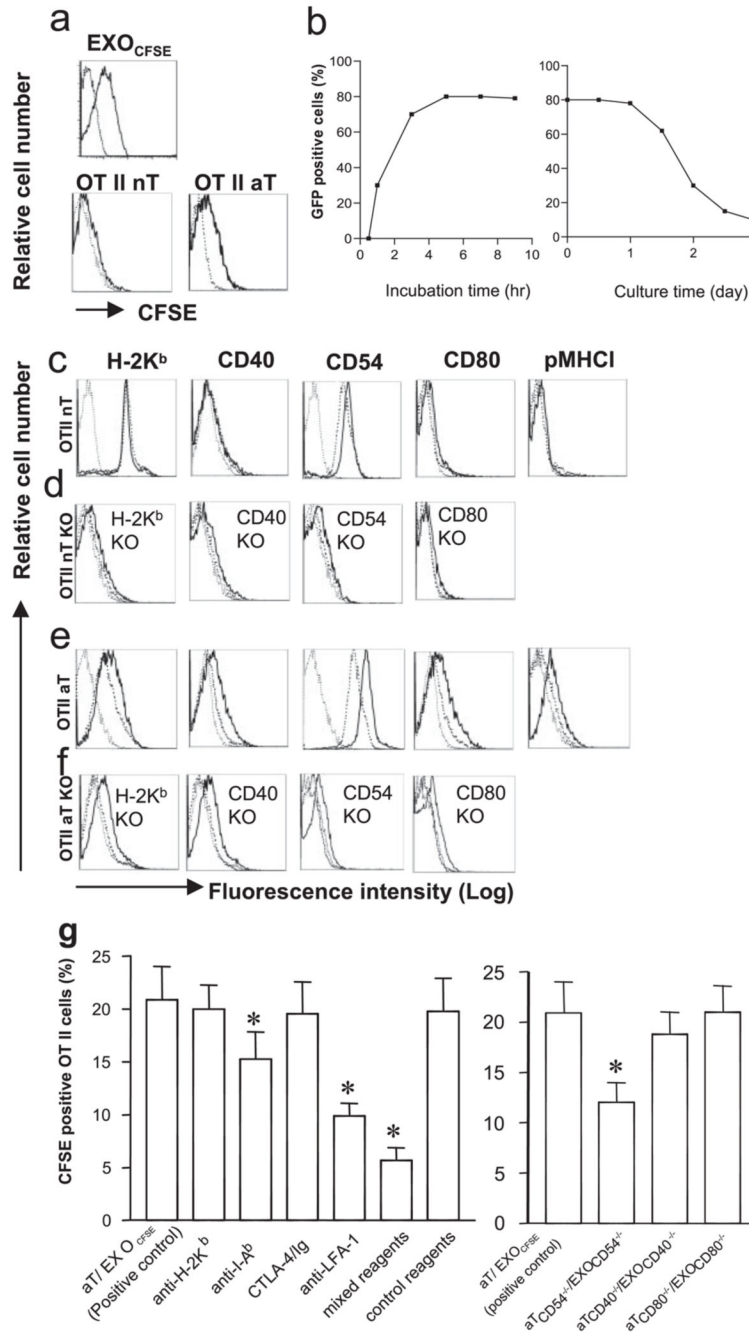 a
b
EXOCFSE
Relative cell number
OT II nT
OT II aT
CFSE
GFP positive cells (%)
100
80
60
40
20
0
0 2 4 6 8 10
Incubation time (hr)
100
80
60
40
20
0
0 1 2
Culture time (day)
c
H-2Kᵇ CD40 CD54 CD80 pMHCI
OTII nT
Relative cell number
d
OTII nT KO
H-2Kᵇ KO
CD40 KO
CD54 KO
CD80 KO
e
OTII aT
f
OTII aT KO
H-2Kᵇ KO
CD40 KO
CD54 KO
CD80 KO
Fluorescence intensity (Log)
g
CFSE positive OT II cells (%)
25
20
15
10
5
0
*
*
*
aT/ EX OCFSE
(Positive control)
anti-H-2Kᵇ
anti-I-Aᵇ
CTLA-4/Ig
anti-LFA-1
mixed reagents
control reagents
25
20
15
10
5
0
*
aT/ EXOCFSE
(positive control)
aTCD54-/-/EXOCD54-/-
aTCD40-/-/EXOCD40-/-
aTCD80-/-/EXOCD80-/-